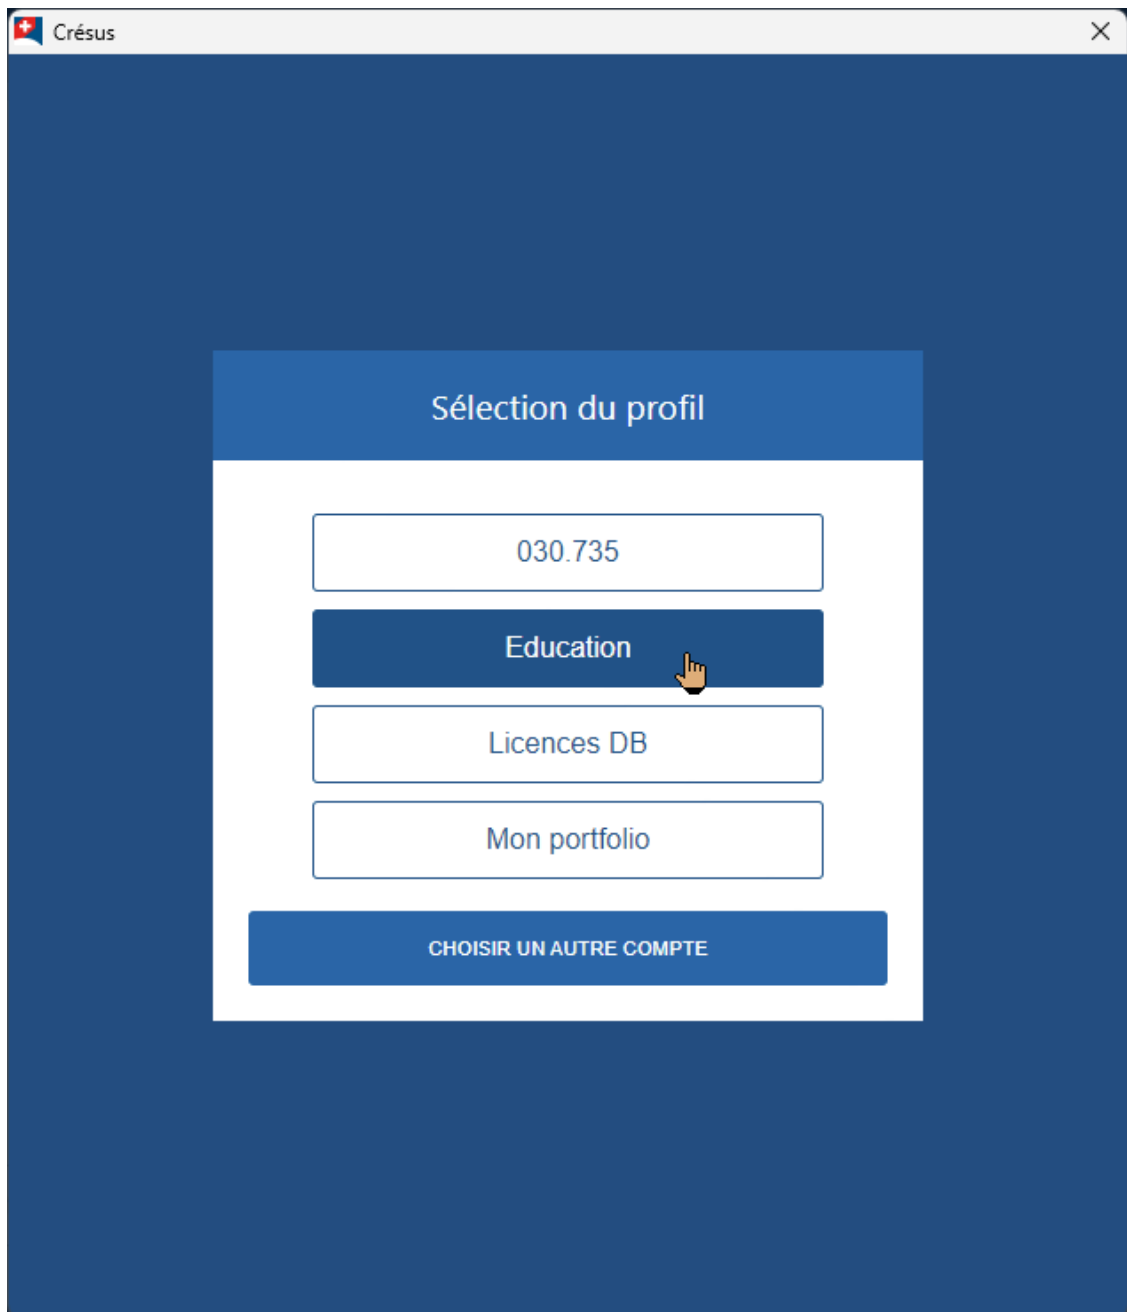 Crésus
Sélection du profil
030.735
Education
Licences DB
Mon portfolio
CHOISIR UN AUTRE COMPTE